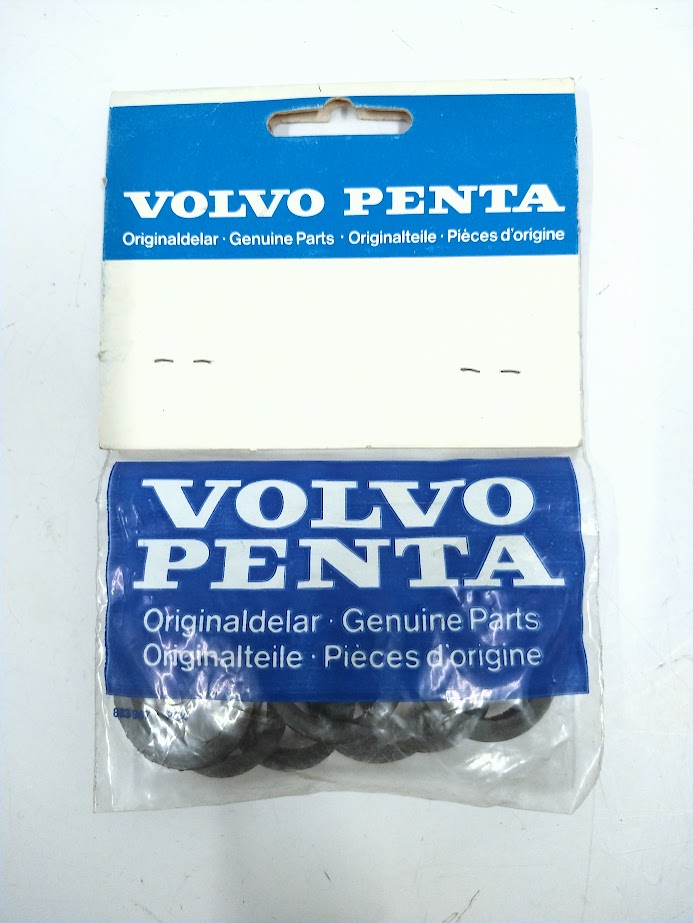 VOLVO PENTA
Originaldelar · Genuine Parts · Originalteile · Pièces d'origine
VOLVO
PENTA
Originaldelar · Genuine Parts
Originalteile · Pièces d'origine